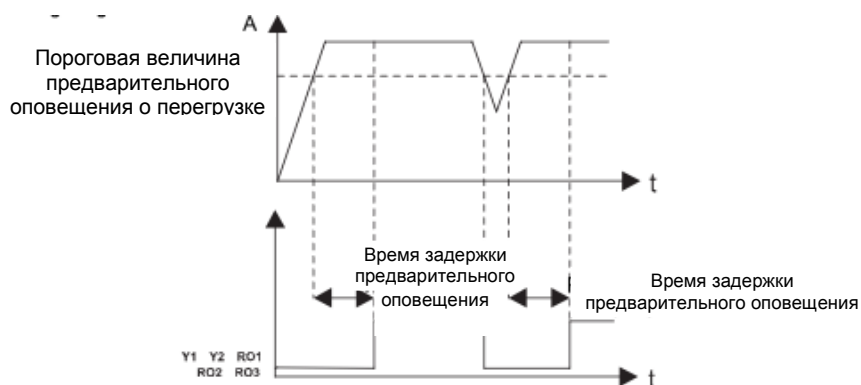 A
Пороговая величина
предварительного
оповещения о перегрузке
t
Время задержки
предварительного
оповещения
Время задержки
предварительного оповещения
Y1 Y2 RO1
RO2 RO3
t